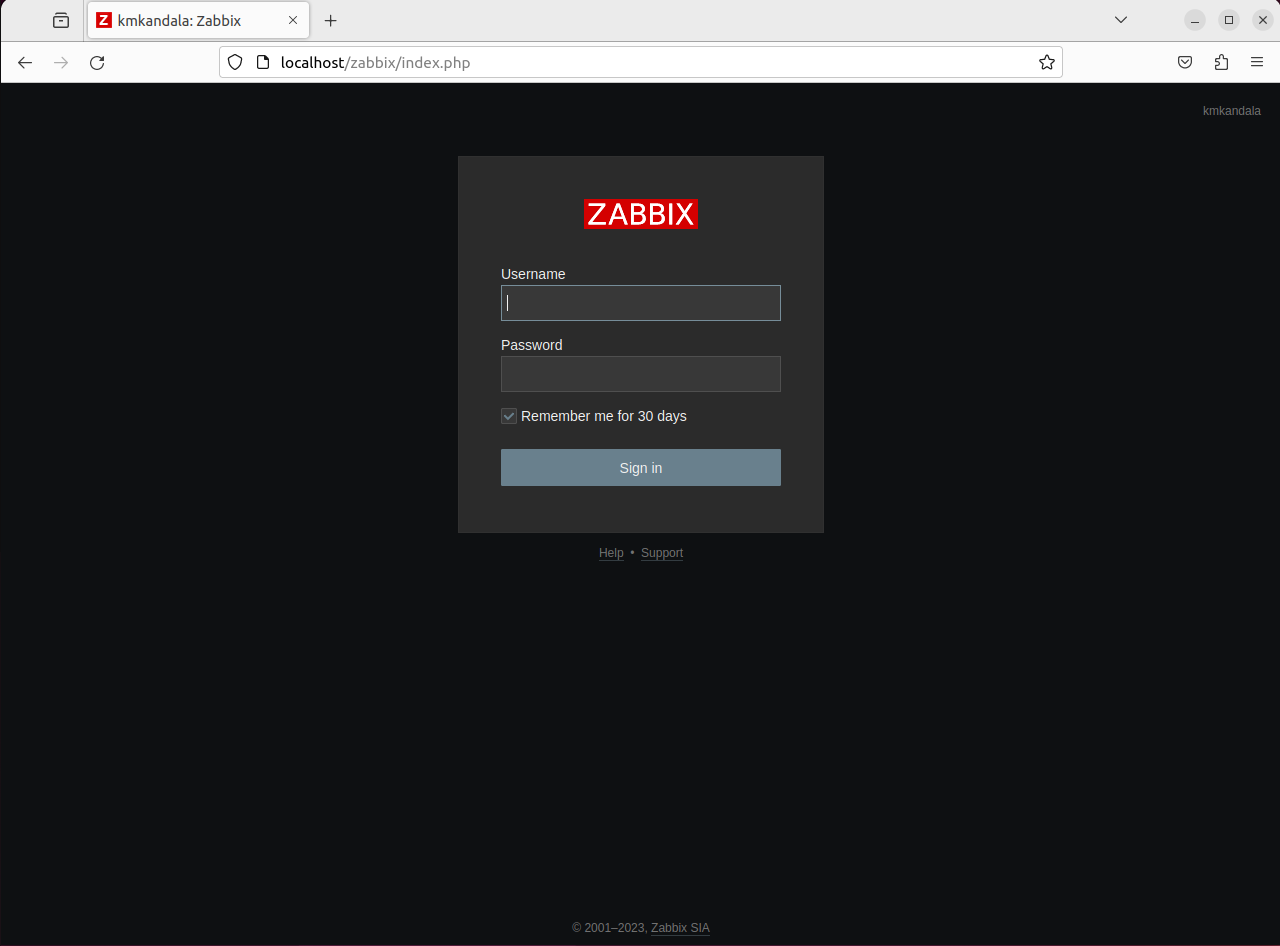 Z kmkandala: Zabbix
localhost/zabbix/index.php
kmkandala
ZABBIX
Username
Password
Remember me for 30 days
Sign in
Help • Support
© 2001–2023, Zabbix SIA